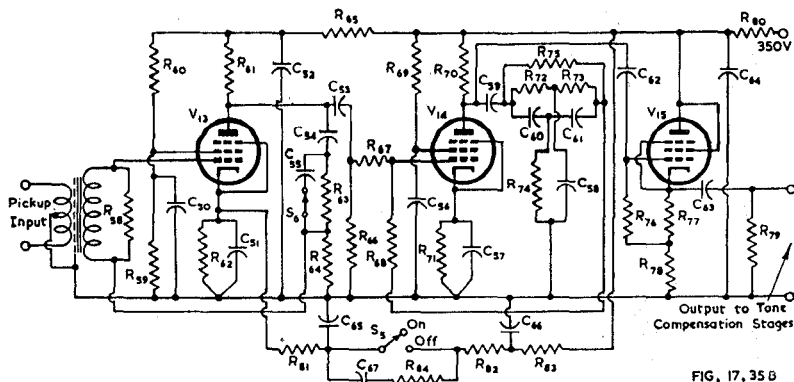 R65
R80
350V
R60
R61
C52
C53
R69
R70
R75
C59
R72
R73
C62
C64
V13
C54
V14
C60
C61
V15
R67
C55
S6
R63
R74
C58
C63
Pickup
Input
R58
C50
C56
R76
R77
R59
R62
C51
R64
R66
R68
R71
C57
R78
R79
C65
S5
On
Off
C66
Output to Tone
Compensation Stages
R81
C67
R84
R82
R83
FIG. 17,35B